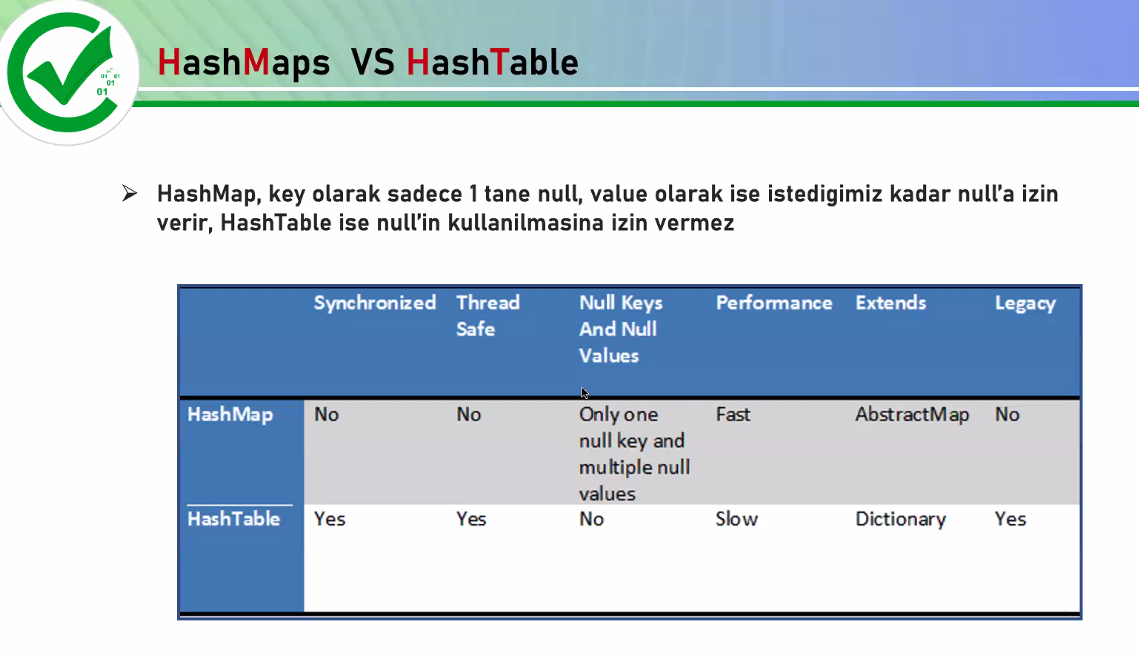 HashMaps VS HashTable
01 01
01
01
HashMap, key olarak sadece 1 tane null, value olarak ise istedigimiz kadar null'a izin
verir, HashTable ise null'in kullanilmasina izin vermez
Synchronized Thread Safe Null Keys And Null Values Performance Extends Legacy
HashMap No No Only one null key and multiple null values Fast AbstractMap No
HashTable Yes Yes No Slow Dictionary Yes